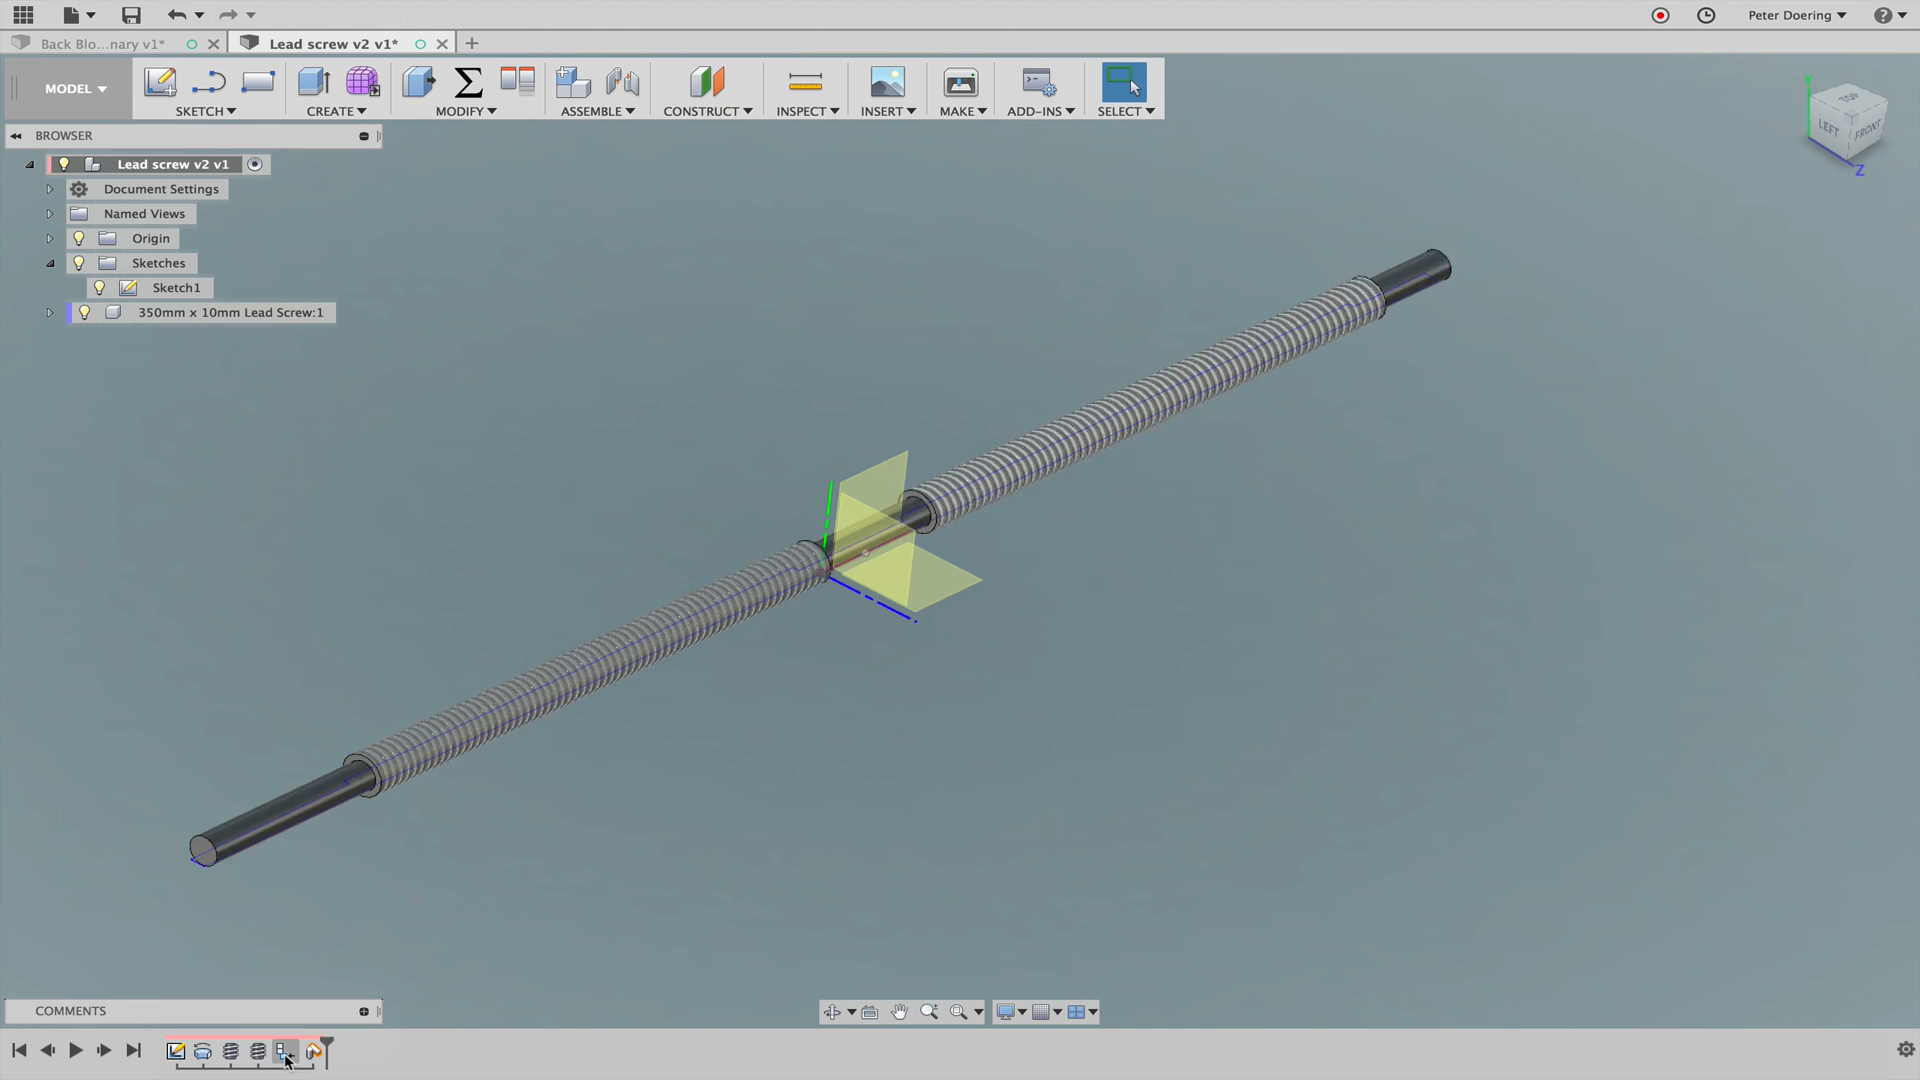 Peter Doering
Back Blo...nary v1*
Lead screw v2 v1*
MODEL
SKETCH
CREATE
MODIFY
ASSEMBLE
CONSTRUCT
INSPECT
INSERT
MAKE
ADD-INS
SELECT
BROWSER
Lead screw v2 v1
Document Settings
Named Views
Origin
Sketches
Sketch1
350mm x 10mm Lead Screw:1
Y
TOP
LEFT
FRONT
Z
COMMENTS